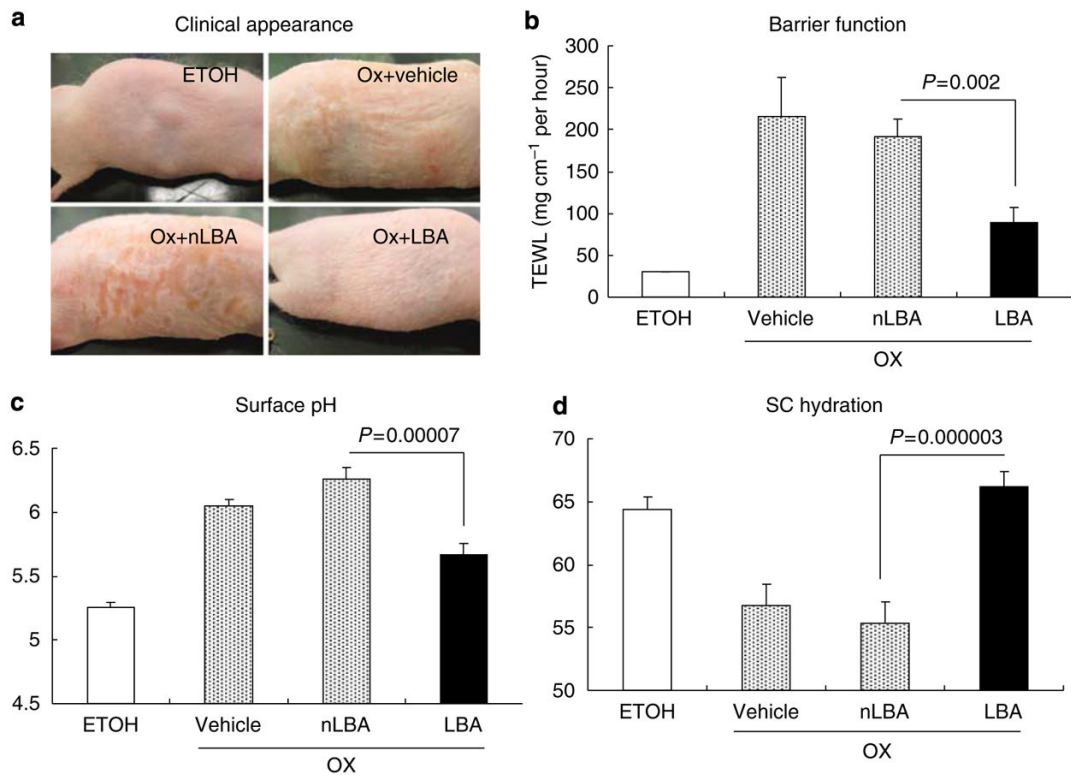 a
Clinical appearance
ETOH
Ox+vehicle
Ox+nLBA
Ox+LBA
b
Barrier function
TEWL (mg cm⁻¹ per hour)
300
250
200
150
100
50
0
P=0.002
ETOH
Vehicle
nLBA
LBA
OX
c
Surface pH
6.5
6
5.5
5
4.5
P=0.00007
ETOH
Vehicle
nLBA
LBA
OX
d
SC hydration
70
65
60
55
50
P=0.000003
ETOH
Vehicle
nLBA
LBA
OX